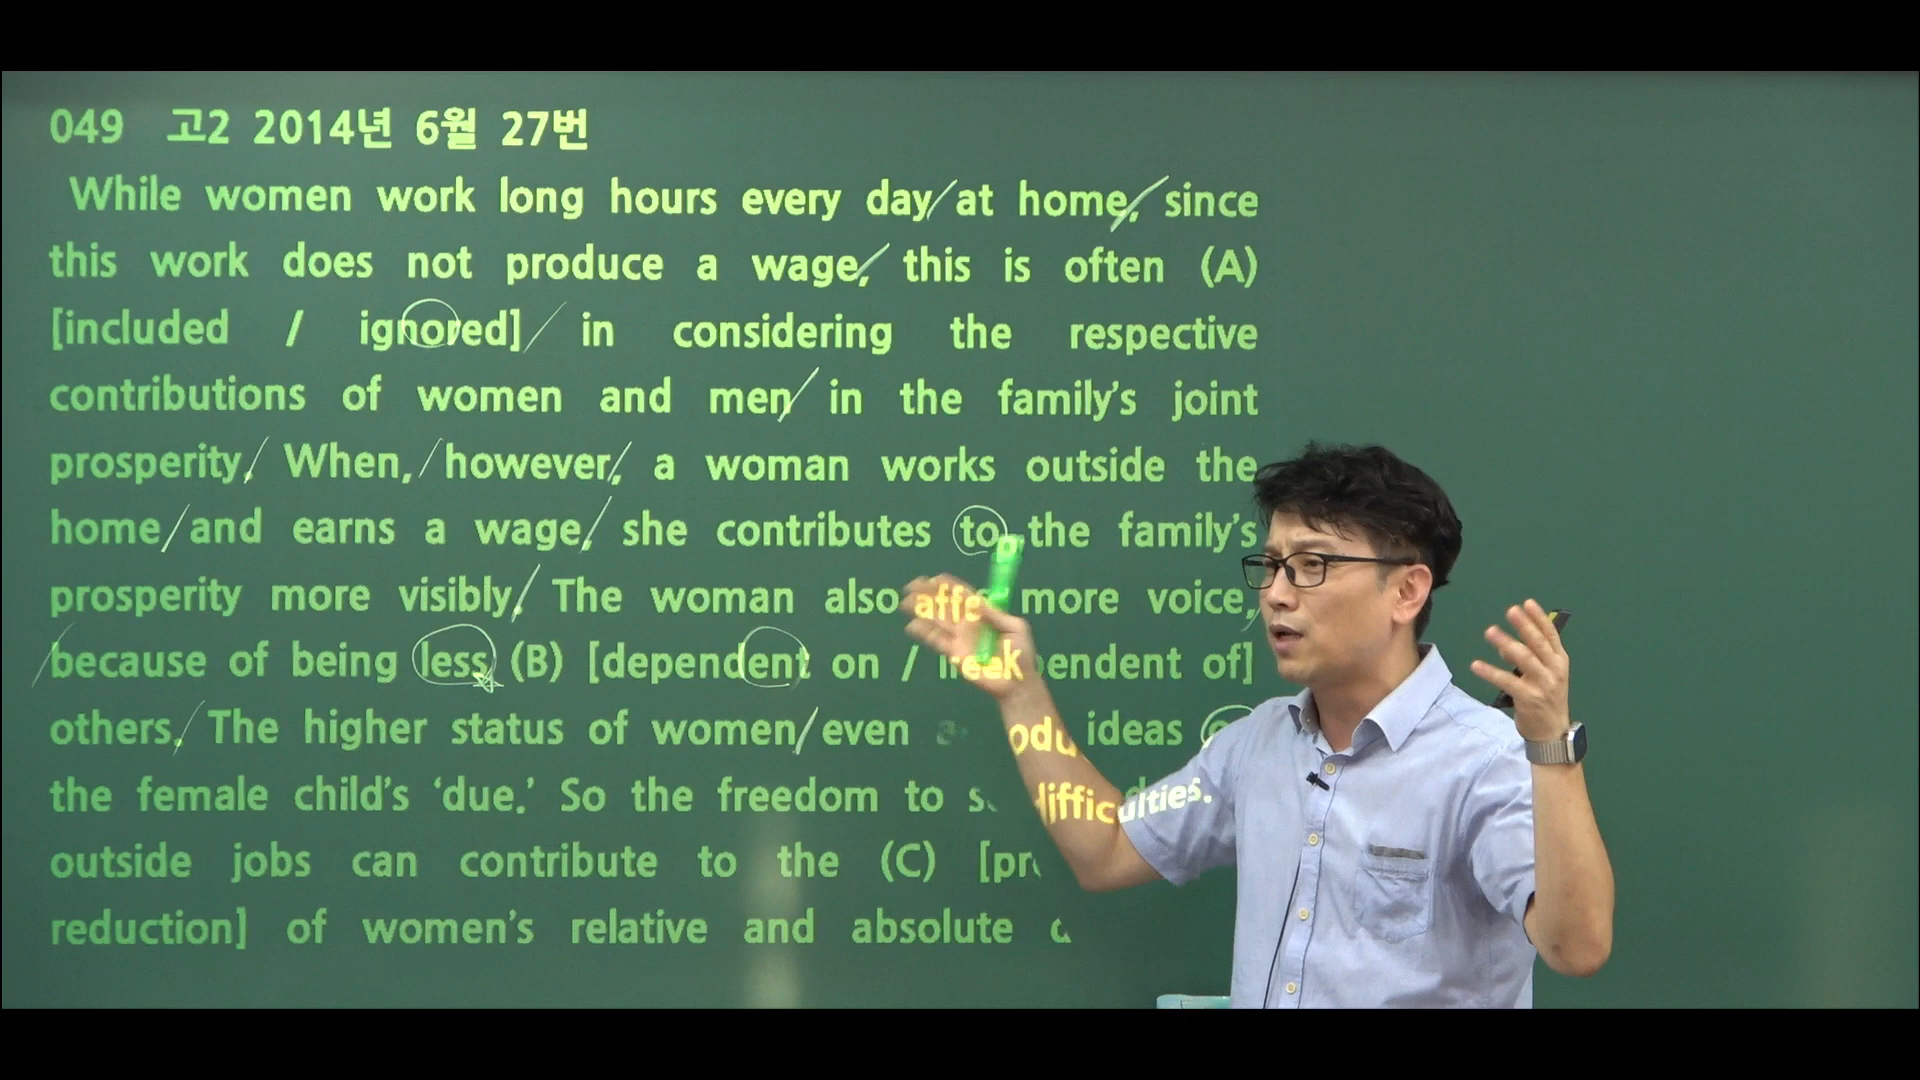 049 고2 2014년 6월 27번
While women work long hours every day at home, since
this work does not produce a wage, this is often (A)
[included / ignored] in considering the respective
contributions of women and men in the family's joint
prosperity. When, however, a woman works outside the
home and earns a wage, she contributes to the family's
prosperity more visibly. The woman also more voice,
because of being less (B) [dependent on / of]
others. The higher status of women even ideas
the female child's 'due.' So the freedom to
outside jobs can contribute to the (C)
reduction] of women's relative and absolute difficulties.